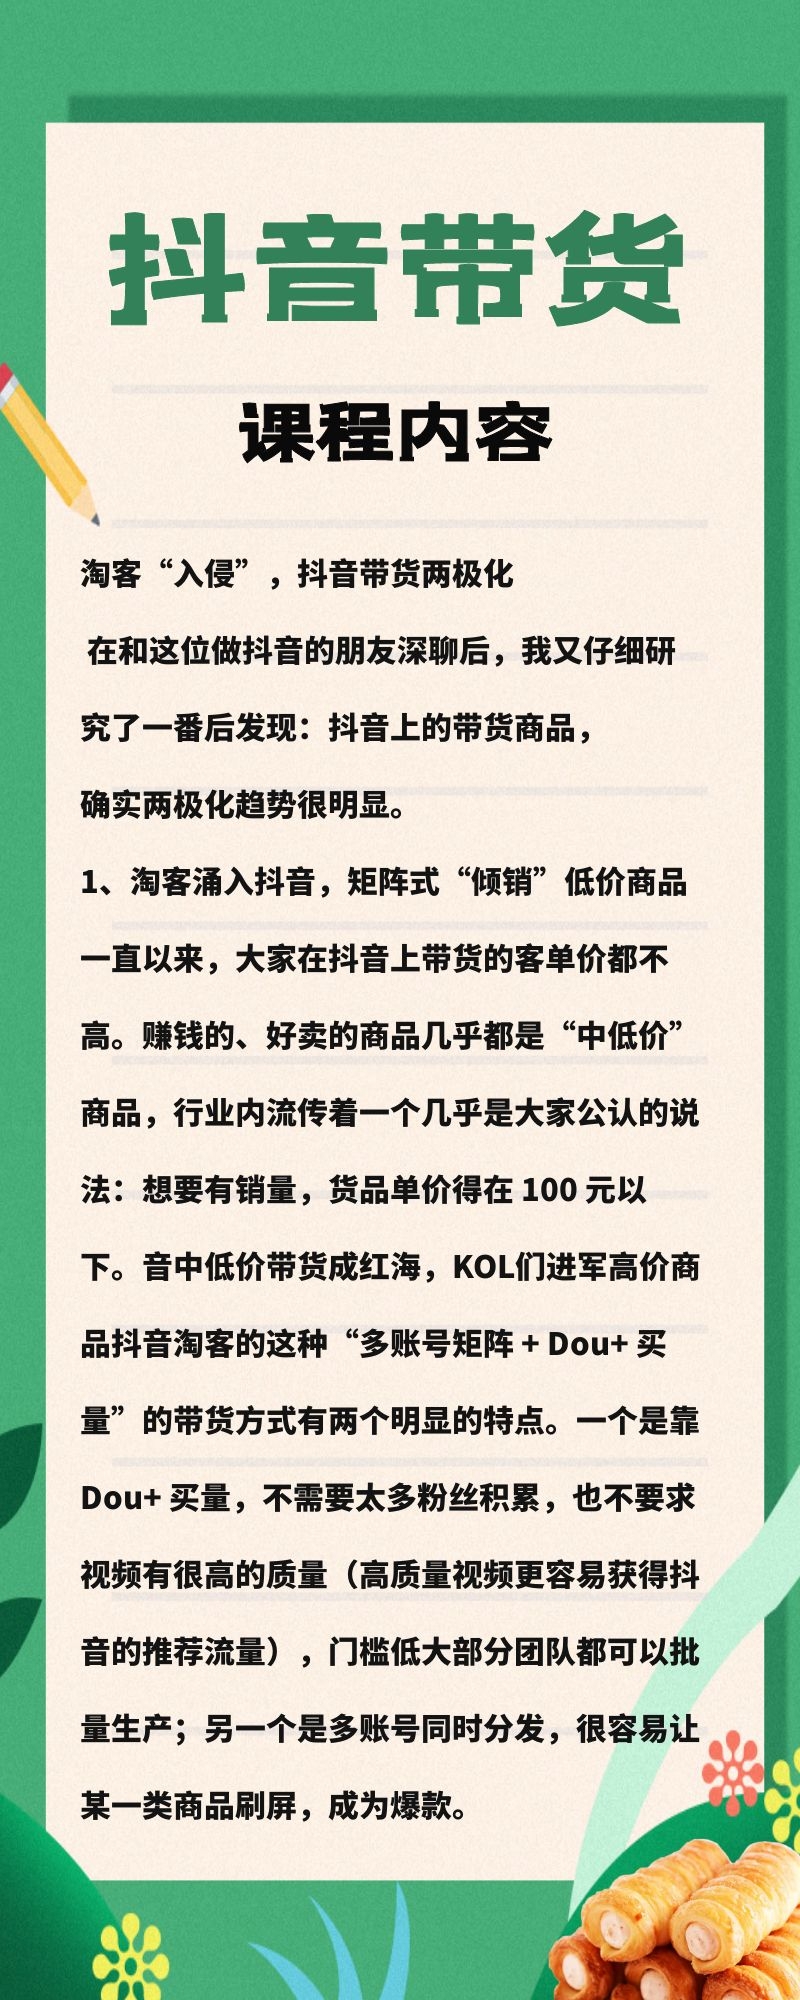 抖音带货
课程内容
淘客“入侵”，抖音带货两极化
在和这位做抖音的朋友深聊后，我又仔细研
究了一番后发现：抖音上的带货商品，
确实两极化趋势很明显。
1、淘客涌入抖音，矩阵式“倾销”低价商品
一直以来，大家在抖音上带货的客单价都不
高。赚钱的、好卖的商品几乎都是“中低价”
商品，行业内流传着一个几乎是大家公认的说
法：想要有销量，货品单价得在 100 元以
下。音中低价带货成红海，KOL们进军高价商
品抖音淘客的这种“多账号矩阵 + Dou+ 买
量”的带货方式有两个明显的特点。一个是靠
Dou+ 买量，不需要太多粉丝积累，也不要求
视频有很高的质量（高质量视频更容易获得抖
音的推荐流量），门槛低大部分团队都可以批
量生产；另一个是多账号同时分发，很容易让
某一类商品刷屏，成为爆款。